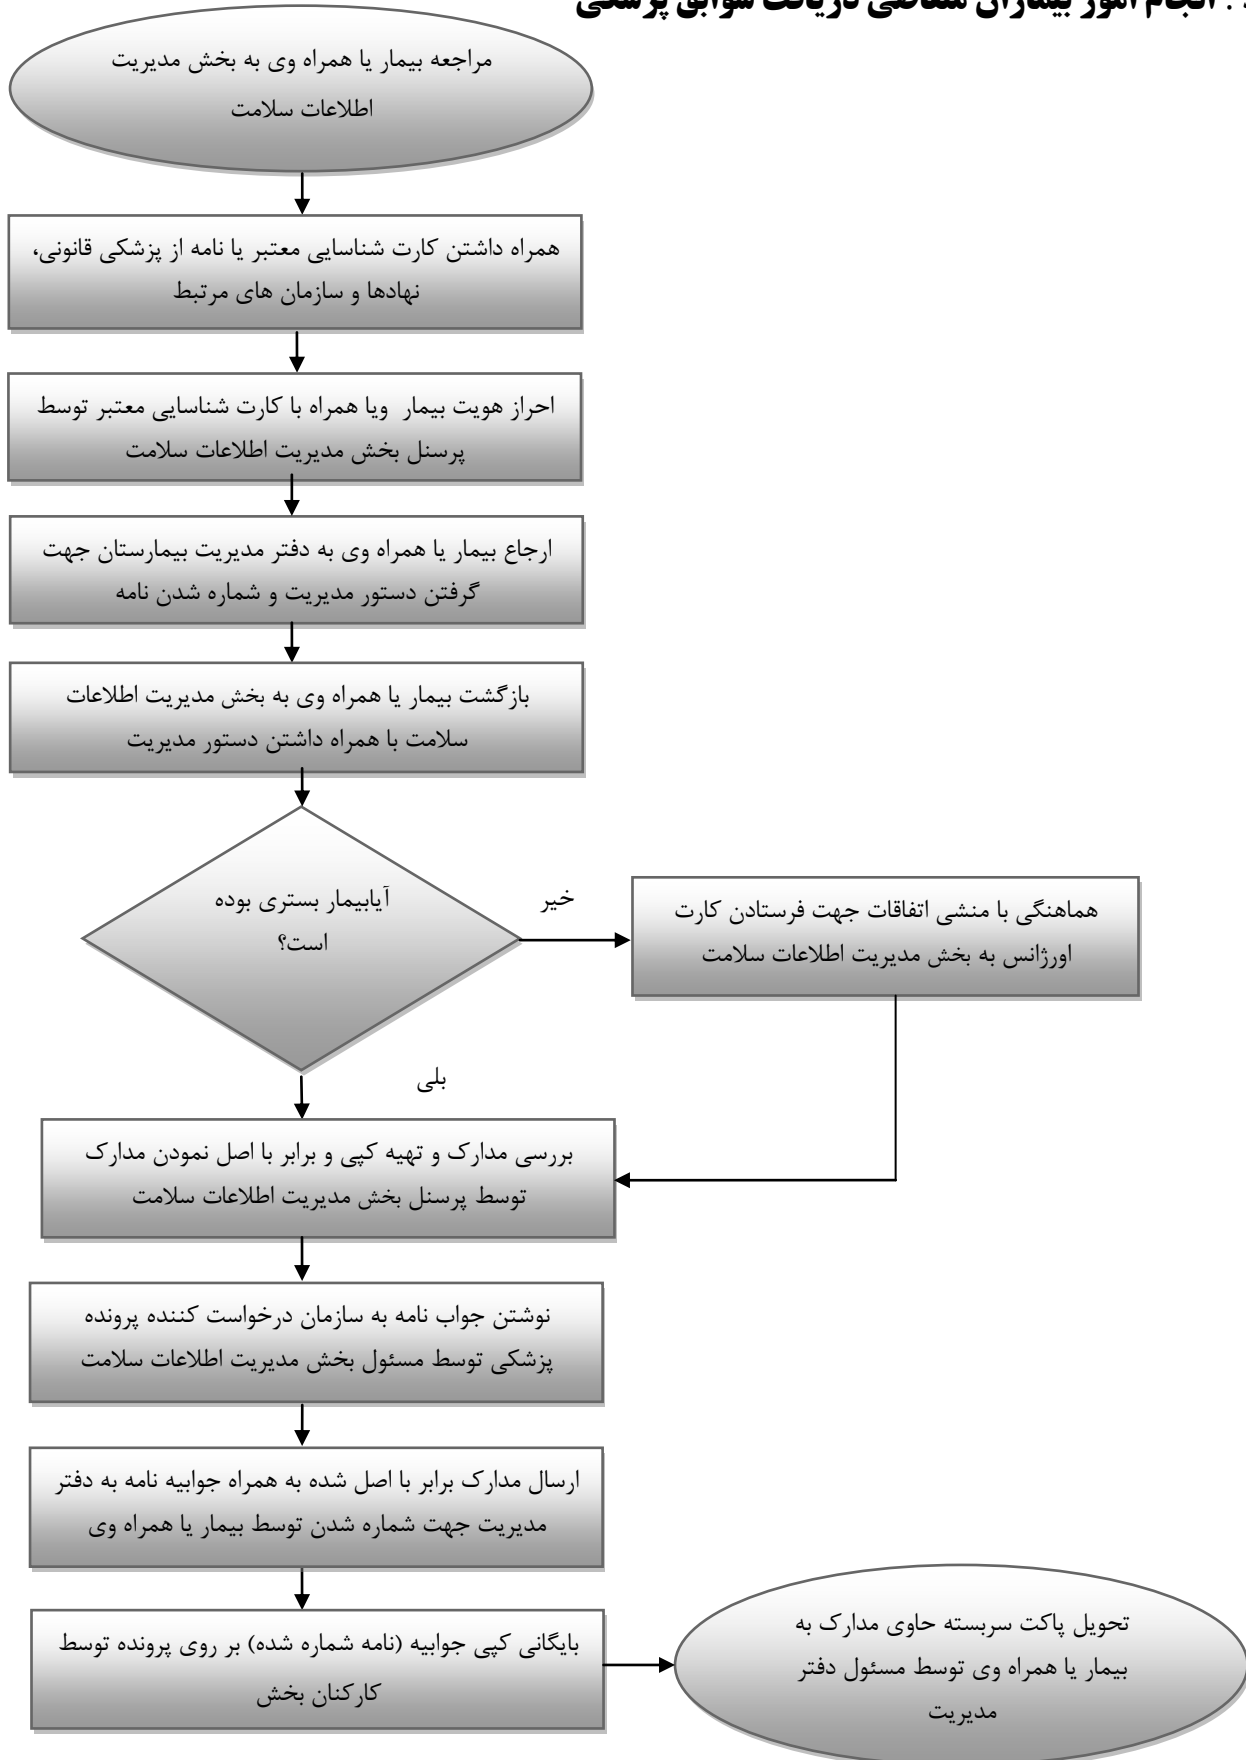 : انجام امور بیماران متقاضی دریافت سوابق پزشکی
مراجعه بیمار یا همراه وی به بخش مدیریت
اطلاعات سلامت
همراه داشتن کارت شناسایی معتبر یا نامه از پزشکی قانونی،
نهادها و سازمان های مرتبط
احراز هویت بیمار ویا همراه با کارت شناسایی معتبر توسط
پرسنل بخش مدیریت اطلاعات سلامت
ارجاع بیمار یا همراه وی به دفتر مدیریت بیمارستان جهت
گرفتن دستور مدیریت و شماره شدن نامه
بازگشت بیمار یا همراه وی به بخش مدیریت اطلاعات
سلامت با همراه داشتن دستور مدیریت
آیابیمار بستری بوده
است؟
خیر
هماهنگی با منشی اتفاقات جهت فرستادن کارت
اورژانس به بخش مدیریت اطلاعات سلامت
بلی
بررسی مدارک و تهیه کپی و برابر با اصل نمودن مدارک
توسط پرسنل بخش مدیریت اطلاعات سلامت
نوشتن جواب نامه به سازمان درخواست کننده پرونده
پزشکی توسط مسئول بخش مدیریت اطلاعات سلامت
ارسال مدارک برابر با اصل شده به همراه جوابیه نامه به دفتر
مدیریت جهت شماره شدن توسط بیمار یا همراه وی
بایگانی کپی جوابیه (نامه شماره شده) بر روی پرونده توسط
کارکنان بخش
تحویل پاکت سربسته حاوی مدارک به
بیمار یا همراه وی توسط مسئول دفتر
مدیریت